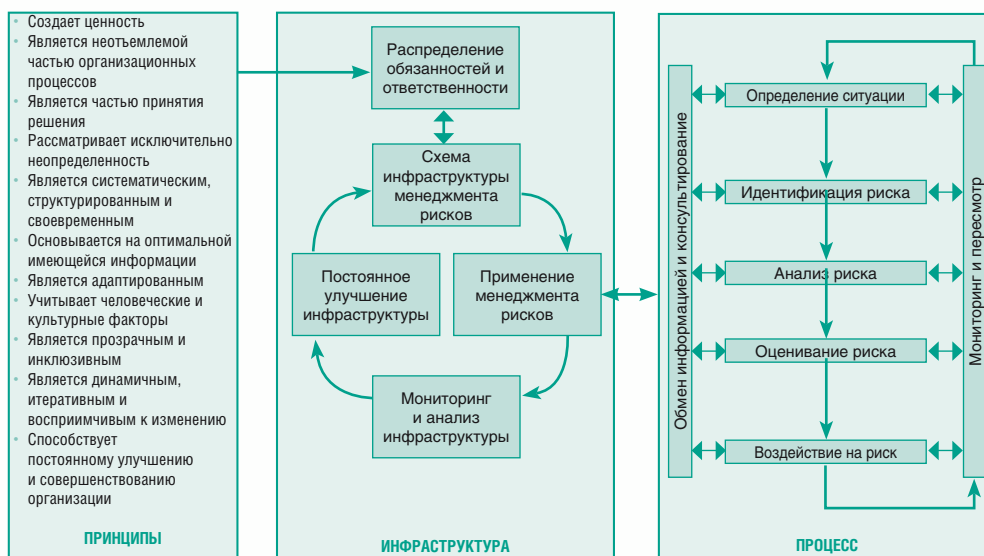 • Создает ценность
• Является неотъемлемой
частью организационных
процессов
• Является частью принятия
решения
• Рассматривает исключительно
неопределенность
• Является систематическим,
структурированным и
своевременным
• Основывается на оптимальной
имеющейся информации
• Является адаптированным
• Учитывает человеческие и
культурные факторы
• Является прозрачным и
инклюзивным
• Является динамичным,
итеративным и
восприимчивым к изменению
• Способствует
постоянному улучшению
и совершенствованию
организации
ПРИНЦИПЫ
Распределение
обязанностей и
ответственности
Схема
инфраструктуры
менеджмента
рисков
Постоянное
улучшение
инфраструктуры
Применение
менеджмента
рисков
Мониторинг
и анализ
инфраструктуры
ИНФРАСТРУКТУРА
Обмен информацией и консультирование
Определение ситуации
Идентификация риска
Анализ риска
Оценивание риска
Воздействие на риск
Мониторинг и пересмотр
ПРОЦЕСС